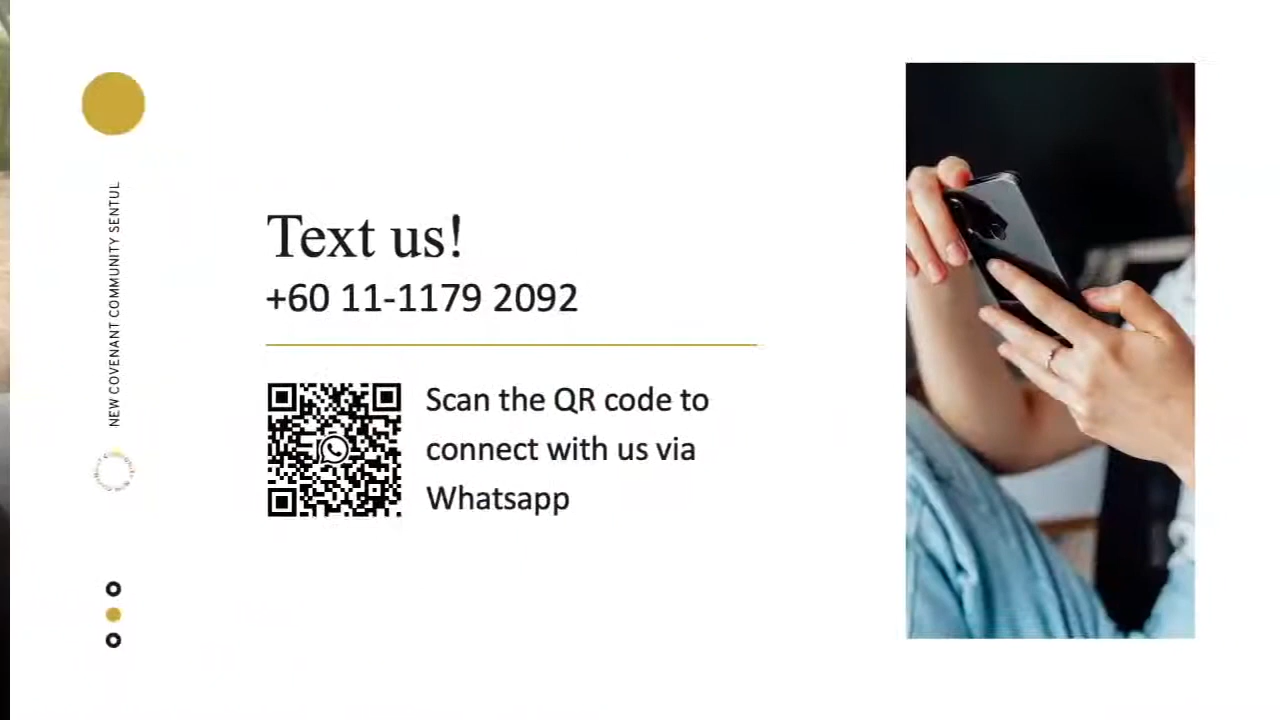 NEW COVENANT COMMUNITY SENTUL
Text us!
+60 11-1179 2092
Scan the QR code to
connect with us via
Whatsapp